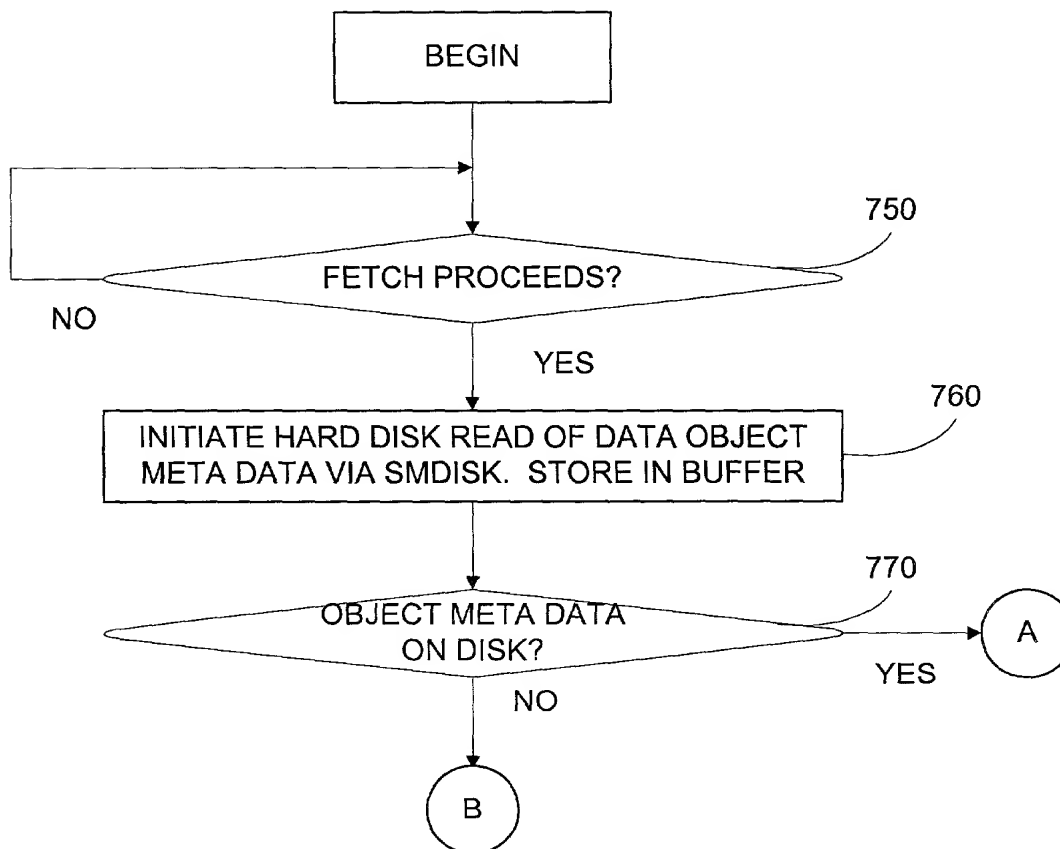 BEGIN
750
FETCH PROCEEDS?
NO
YES
760
INITIATE HARD DISK READ OF DATA OBJECT
META DATA VIA SMDISK. STORE IN BUFFER
770
OBJECT META DATA
ON DISK?
A
YES
NO
B